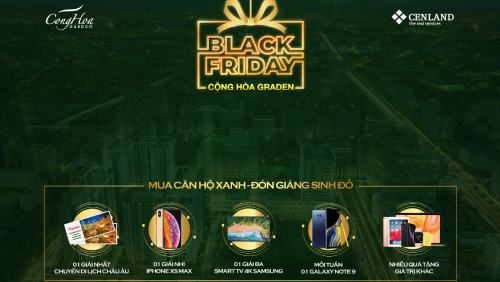 CộngHòa
GARDEN
CENLAND
the real services
BLACK
FRIDAY
CỘNG HÒA GRADEN
MUA CĂN HỘ XANH - ĐÓN GIÁNG SINH ĐỎ
01 GIẢI NHẤT
CHUYẾN DI LỊCH CHÂU ÂU
01 GIẢI NHÌ
IPHONE XS MAX
01 GIẢI BA
SMART TV 4K SAMSUNG
MỖI TUẦN
01 GALAXY NOTE 9
NHIỀU QUÀ TẶNG
GIÁ TRỊ KHÁC